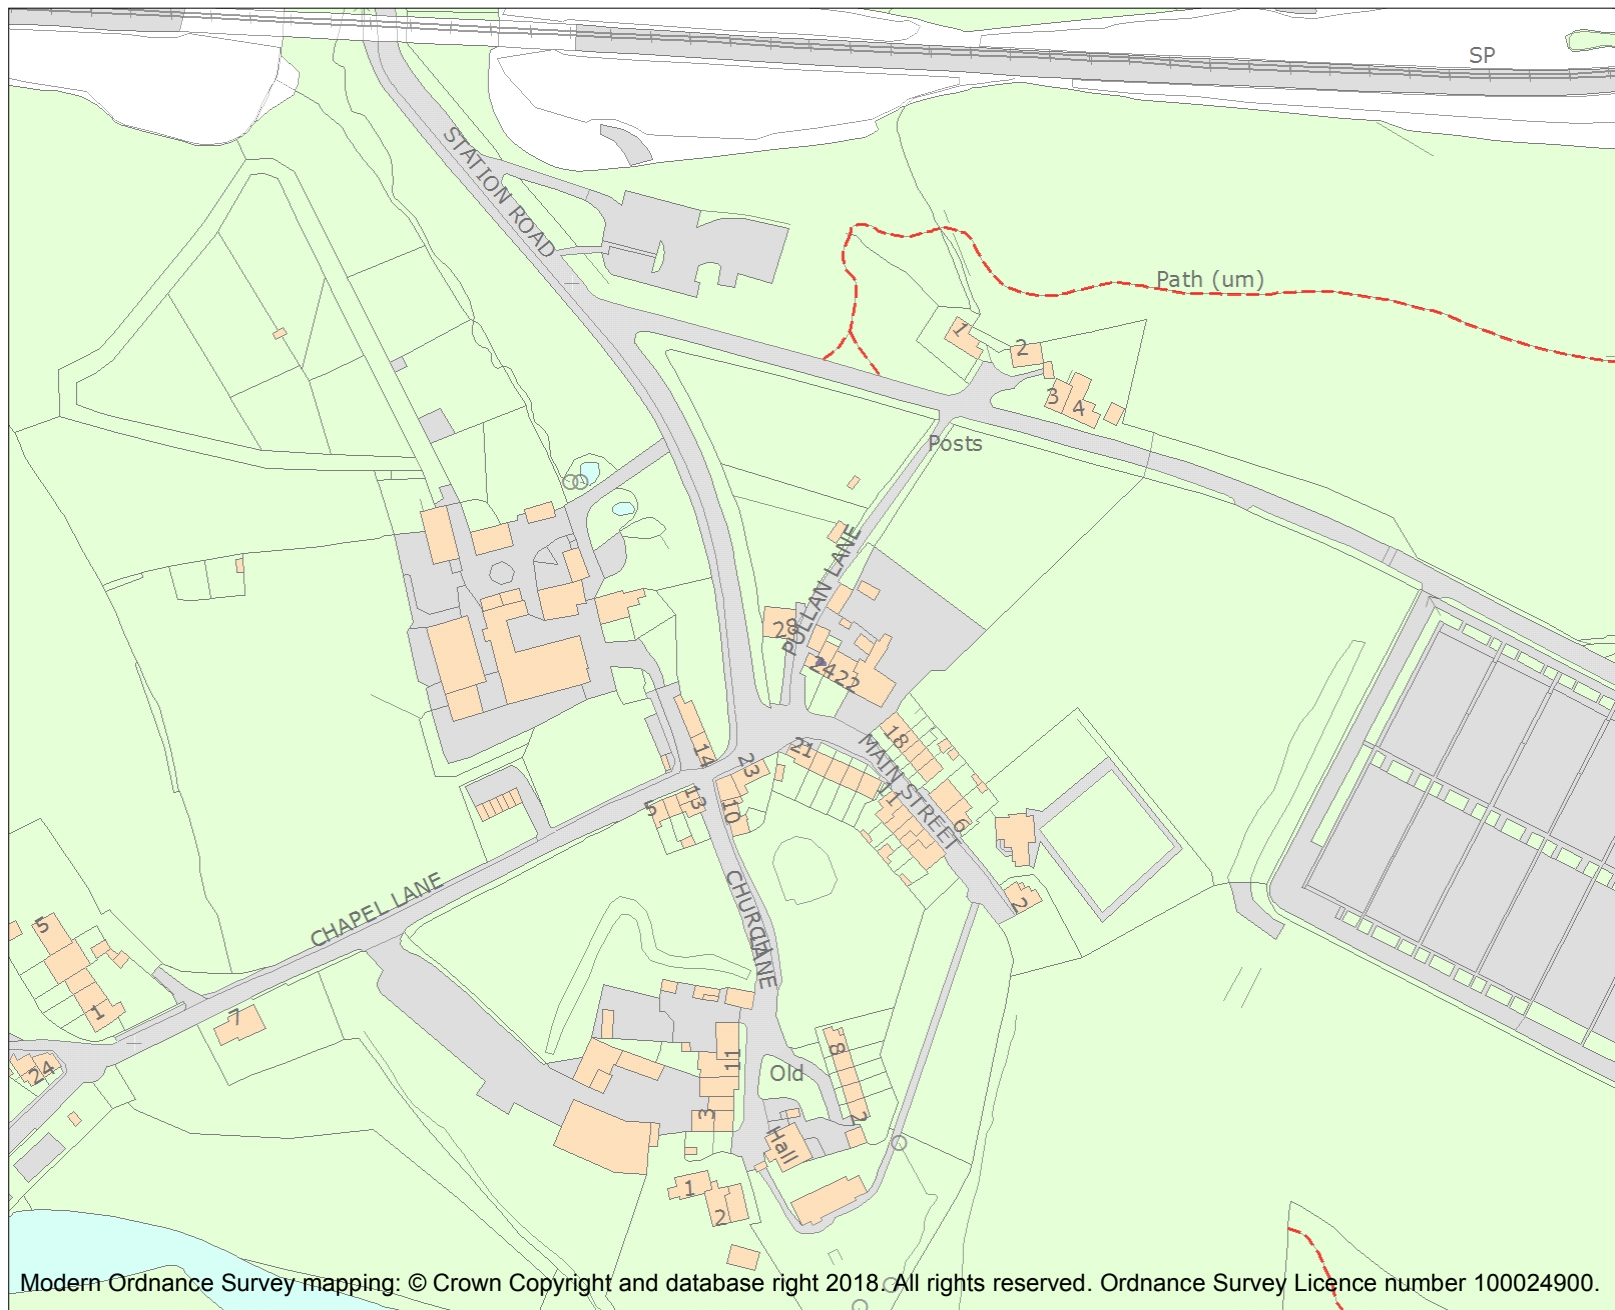 SP
STATION ROAD
Path (um)
1
2
3
4
Posts
PULLAN LANE
28
24
22
18
MAIN STREET
21
14
23
5
13
10
11
6
CHAPEL LANE
CHURCH
LANE
2
5
1
7
24
11
8
Old
3
2
Hall
1
2
Modern Ordnance Survey mapping: © Crown Copyright and database right 2018. All rights reserved. Ordnance Survey Licence number 100024900.